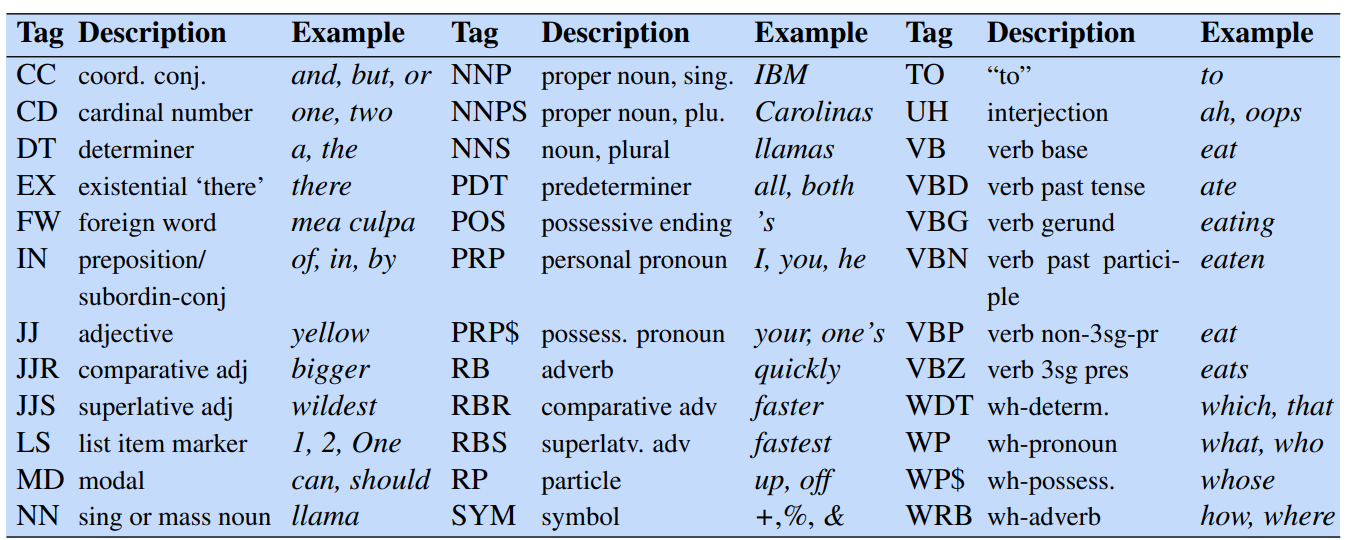 Tag Description Example Tag Description Example Tag Description Example
CC coord. conj. and, but, or NNP proper noun, sing. IBM TO “to” to
CD cardinal number one, two NNPS proper noun, plu. Carolinas UH interjection ah, oops
DT determiner a, the NNS noun, plural llamas VB verb base eat
EX existential ‘there’ there PDT predeterminer all, both VBD verb past tense ate
FW foreign word mea culpa POS possessive ending ’s VBG verb gerund eating
IN preposition/ of, in, by PRP personal pronoun I, you, he VBN verb past partici- eaten
subordin-conj ple
JJ adjective yellow PRP$ possess. pronoun your, one’s VBP verb non-3sg-pr eat
JJR comparative adj bigger RB adverb quickly VBZ verb 3sg pres eats
JJS superlative adj wildest RBR comparative adv faster WDT wh-determ. which, that
LS list item marker 1, 2, One RBS superlatv. adv fastest WP wh-pronoun what, who
MD modal can, should RP particle up, off WP$ wh-possess. whose
NN sing or mass noun llama SYM symbol +,%, & WRB wh-adverb how, where